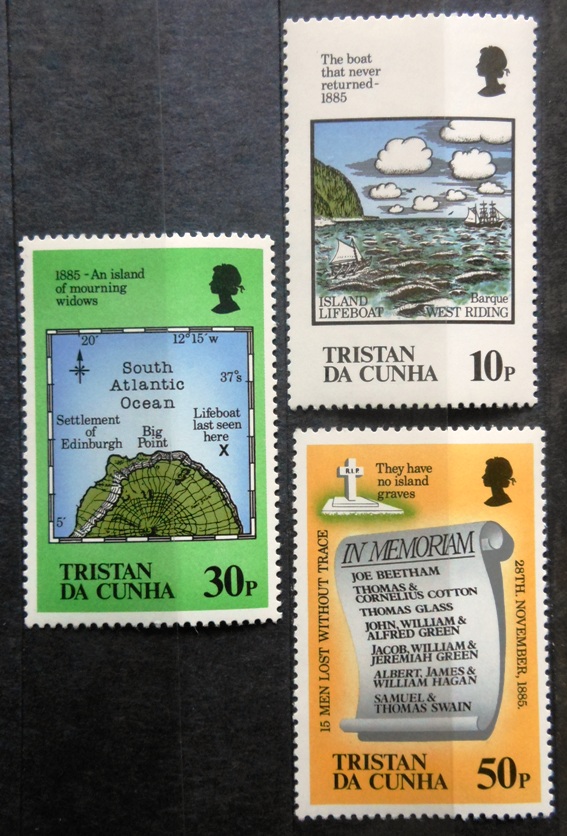 The boat
that never
returned-
1885
ISLAND
LIFEBOAT
Barque
WEST RIDING
TRISTAN
DA CUNHA
10P
1885 - An island
of mourning
widows
20´
12°15´w
37°s
South
Atlantic
Ocean
Settlement
of
Edinburgh
Big
Point
Lifeboat
last seen
here
X
5´
TRISTAN
DA CUNHA
30P
R.I.P.
They have
no island
graves
15 MEN LOST WITHOUT TRACE
IN MEMORIAM
JOE BEETHAM
THOMAS &
CORNELIUS COTTON
THOMAS GLASS
JOHN, WILLIAM &
ALFRED GREEN
JACOB, WILLIAM &
JEREMIAH GREEN
ALBERT, JAMES &
WILLIAM HAGAN
SAMUEL &
THOMAS SWAIN
28TH. NOVEMBER, 1885.
TRISTAN
DA CUNHA
50P